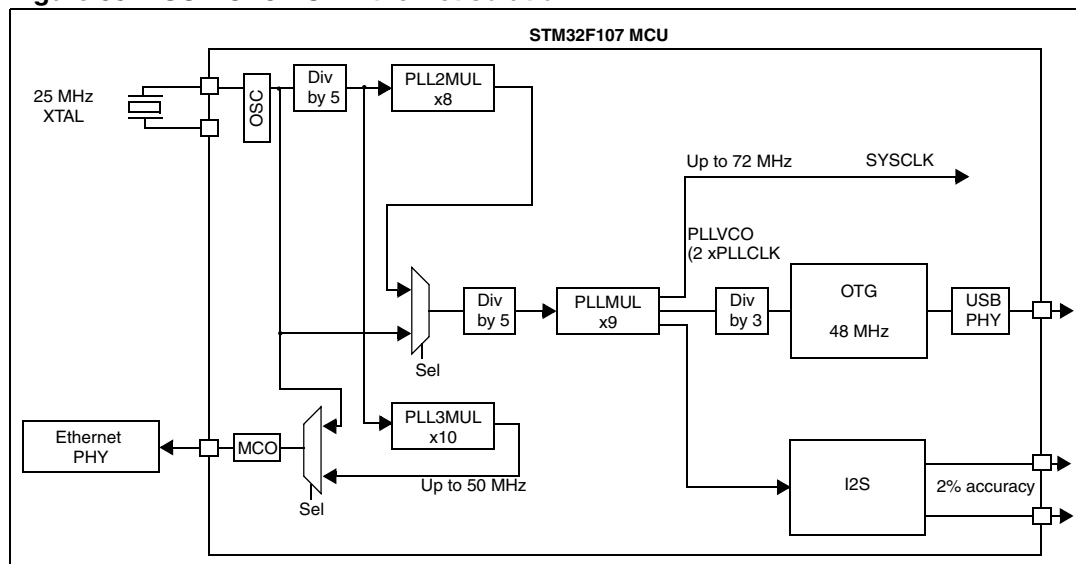 STM32F107 MCU
25 MHz
XTAL
OSC
Div
by 5
PLL2MUL
x8
Up to 72 MHz
SYSCLK
PLLVCO
(2 xPLLCLK
Sel
Div
by 5
PLLMUL
x9
Div
by 3
OTG
48 MHz
USB
PHY
Ethernet
PHY
MCO
Sel
PLL3MUL
x10
Up to 50 MHz
I2S
2% accuracy